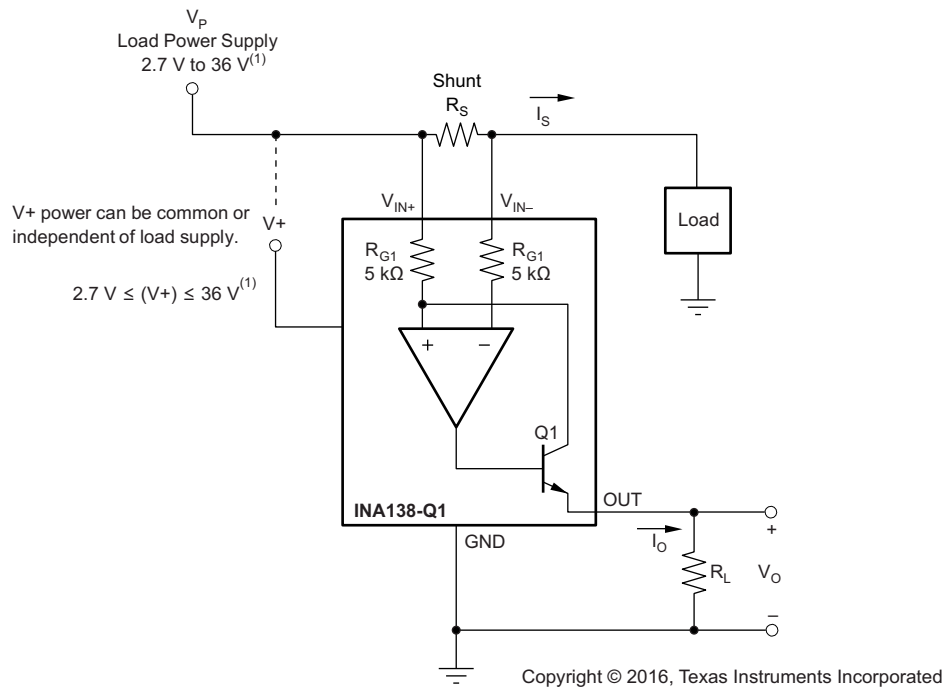 V_P
Load Power Supply
2.7 V to 36 V(1)
Shunt
R_S
I_S
V+ power can be common or
independent of load supply.
V+
2.7 V ≤ (V+) ≤ 36 V(1)
V_IN+
V_IN–
Load
R_G1
5 kΩ
R_G1
5 kΩ
+
–
Q1
INA138-Q1
OUT
GND
I_O
R_L
+
V_O
–
Copyright © 2016, Texas Instruments Incorporated